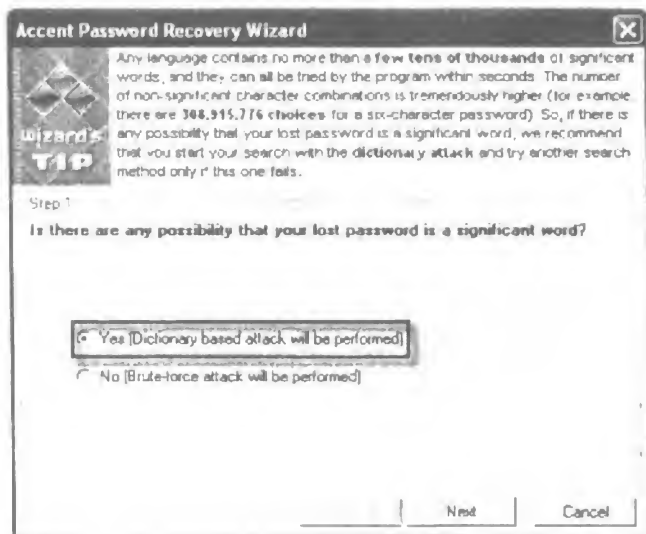 Accent Password Recovery Wizard
Any language contains no more than a few tens of thousands of significant
words, and they can all be tried by the program within seconds. The number
of non-significant character combinations is tremendously higher (for example
there are 308,915,776 choices for a six-character password) So, if there is
any possibility that your lost password is a significant word, we recommend
that you start your search with the dictionary attack and try another search
method only if this one fails.
wizard's
TIP
Step 1
Is there are any possibility that your lost password is a significant word?
Yes [Dictionary based attack will be performed]
No [Brute-force attack will be performed]
Next
Cancel